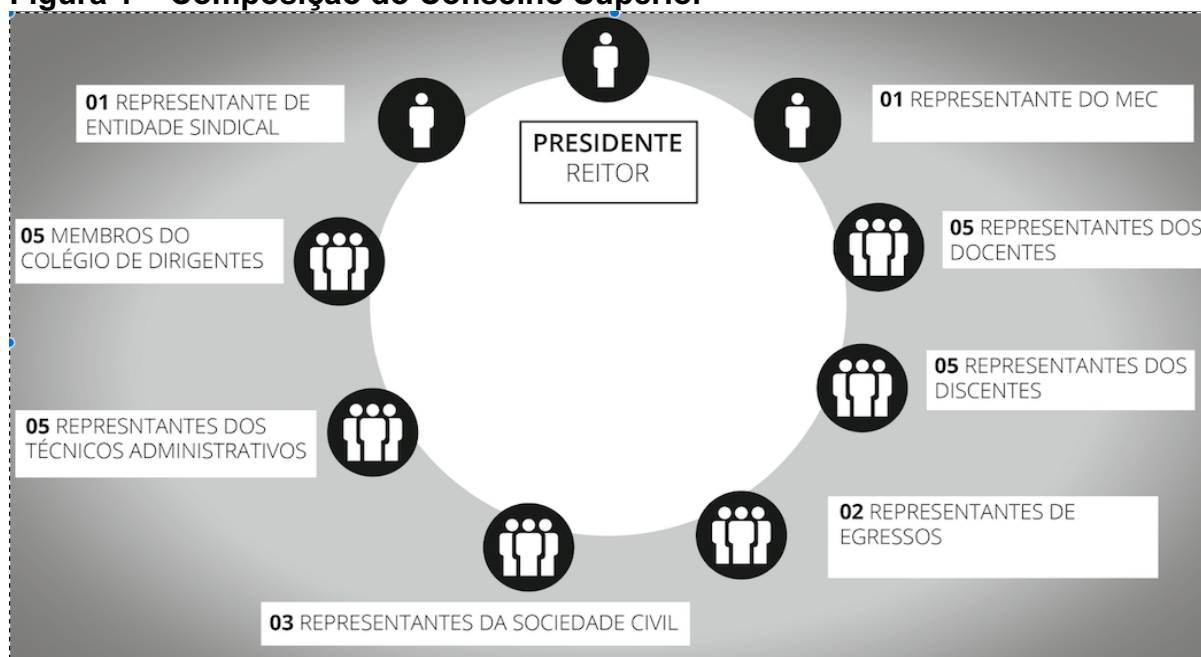 Figura 1 – Composição do Conselho Superior
PRESIDENTE
REITOR
01 REPRESENTANTE DO MEC
05 REPRESENTANTES DOS
DOCENTES
05 REPRESENTANTES DOS
DISCENTES
02 REPRESENTANTES DE
EGRESSOS
03 REPRESENTANTES DA SOCIEDADE CIVIL
05 REPRESNTANTES DOS
TÉCNICOS ADMINISTRATIVOS
05 MEMBROS DO
COLÉGIO DE DIRIGENTES
01 REPRESENTANTE DE
ENTIDADE SINDICAL